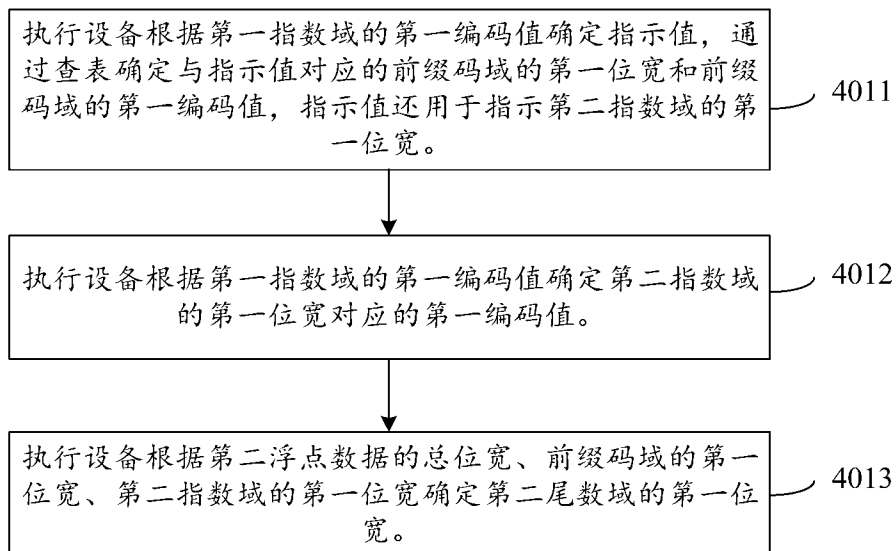 执行设备根据第一指数域的第一编码值确定指示值，通
过查表确定与指示值对应的前缀码域的第一位宽和前缀
码域的第一编码值，指示值还用于指示第二指数域的第
一位宽。
4011
执行设备根据第一指数域的第一编码值确定第二指数域
的第一位宽对应的第一编码值。
4012
执行设备根据第二浮点数据的总位宽、前缀码域的第一
位宽、第二指数域的第一位宽确定第二尾数域的第一位
宽。
4013